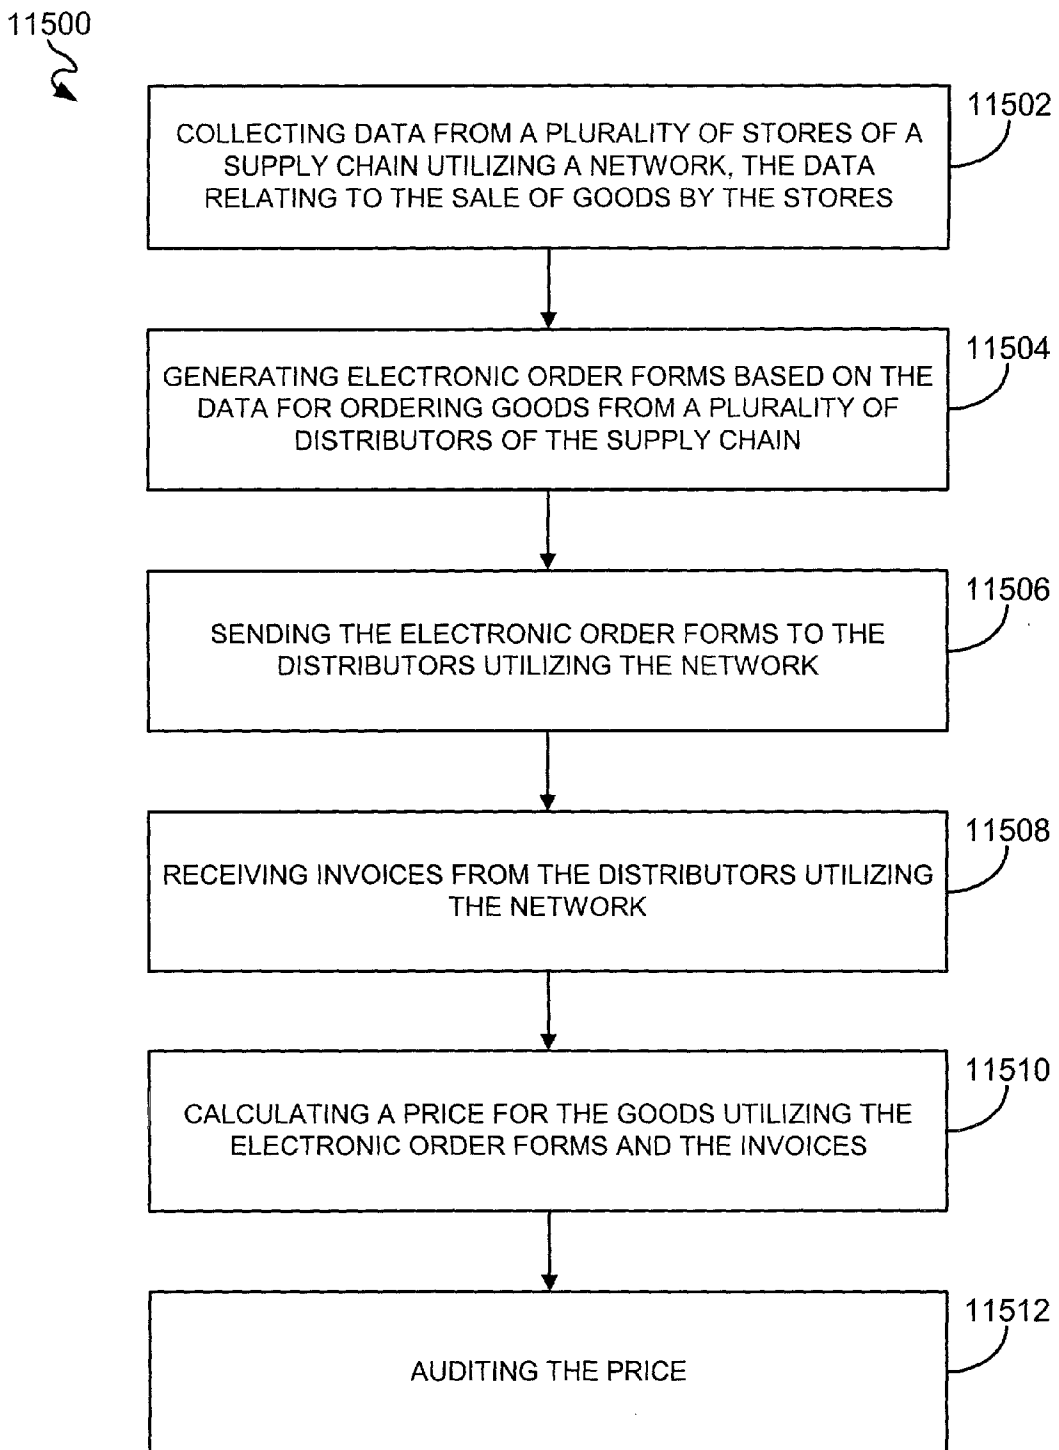 11500
11502
COLLECTING DATA FROM A PLURALITY OF STORES OF A
SUPPLY CHAIN UTILIZING A NETWORK, THE DATA
RELATING TO THE SALE OF GOODS BY THE STORES
11504
GENERATING ELECTRONIC ORDER FORMS BASED ON THE
DATA FOR ORDERING GOODS FROM A PLURALITY OF
DISTRIBUTORS OF THE SUPPLY CHAIN
11506
SENDING THE ELECTRONIC ORDER FORMS TO THE
DISTRIBUTORS UTILIZING THE NETWORK
11508
RECEIVING INVOICES FROM THE DISTRIBUTORS UTILIZING
THE NETWORK
11510
CALCULATING A PRICE FOR THE GOODS UTILIZING THE
ELECTRONIC ORDER FORMS AND THE INVOICES
11512
AUDITING THE PRICE